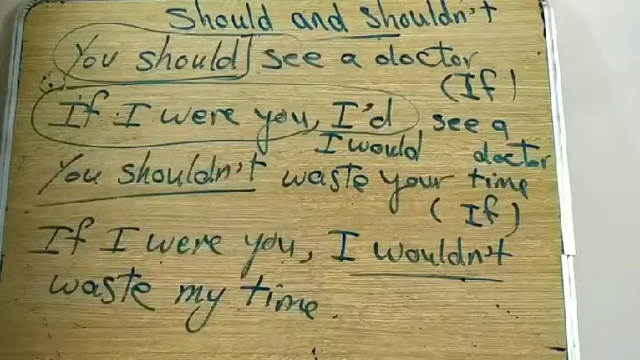 Should and shouldn't
You should see a doctor
(If)
If I were you, I'd see a
I would doctor
You shouldn't waste your time
(If)
If I were you, I wouldn't
waste my time.